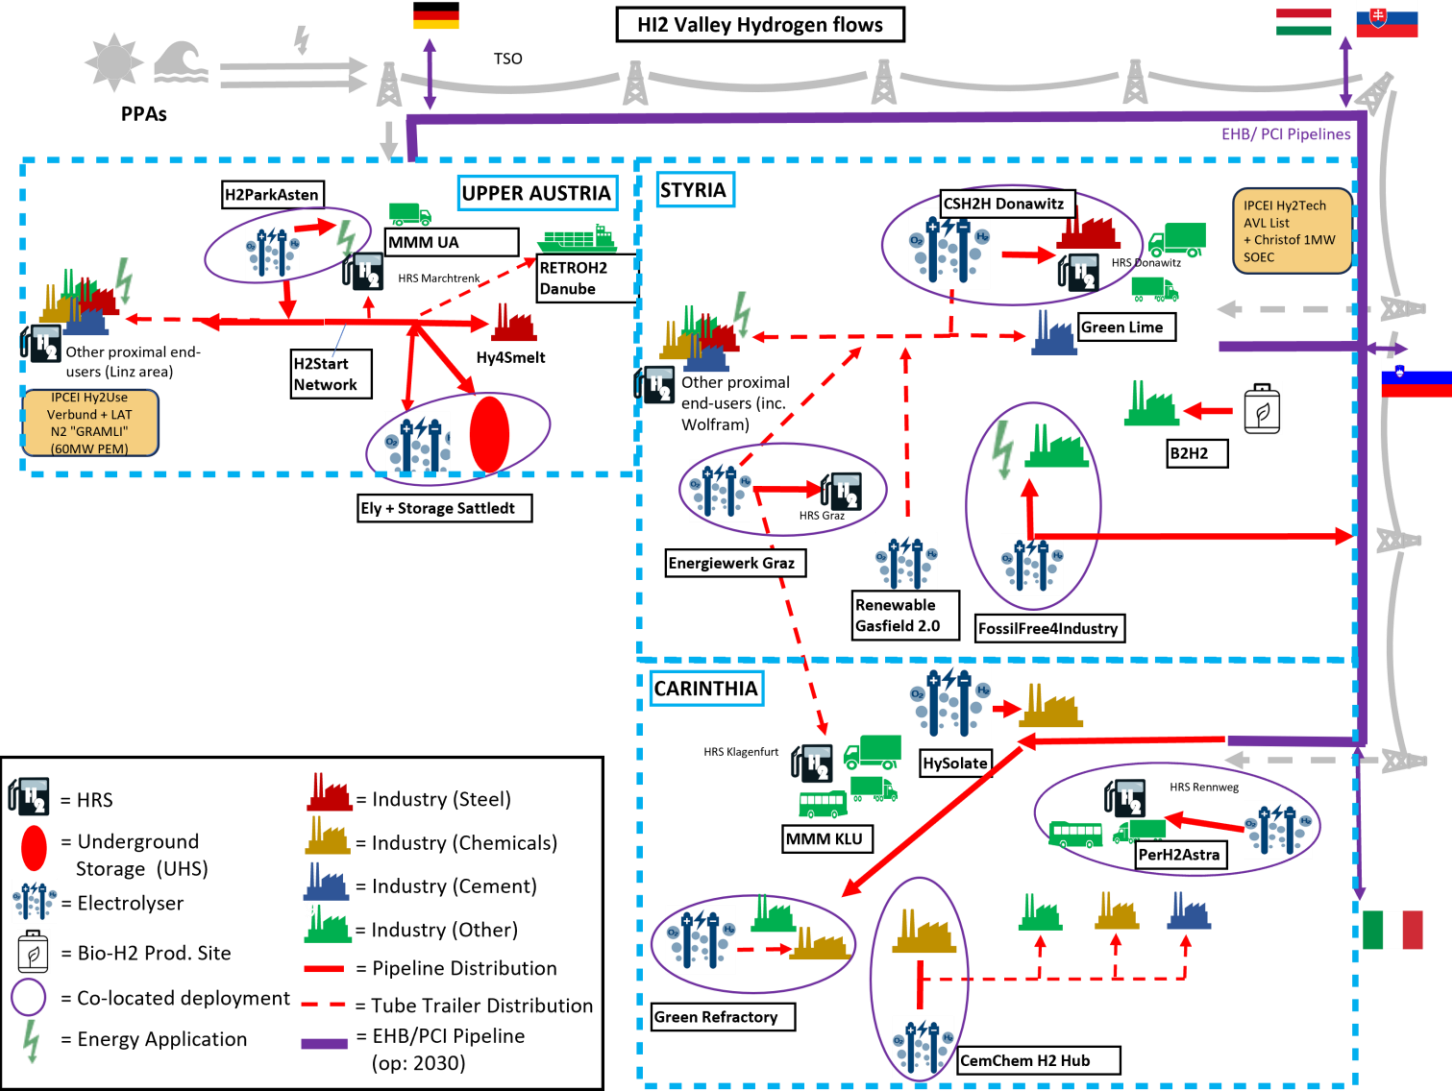 HI2 Valley Hydrogen flows
TSO
PPAs
EHB/ PCI Pipelines
UPPER AUSTRIA
H2ParkAsten
MMM UA
HRS Marchtrenk
RETROH2
Danube
Other proximal end-
users (Linz area)
H2Start
Network
Hy4Smelt
IPCEI Hy2Use
Verbund + LAT
N2 "GRAMLI"
(60MW PEM)
Ely + Storage Sattledt
STYRIA
CSH2H Donawitz
HRS Donawitz
IPCEI Hy2Tech
AVL List
+ Christof 1MW
SOEC
Green Lime
Other proximal
end-users (inc.
Wolfram)
B2H2
HRS Graz
Energiewerk Graz
Renewable
Gasfield 2.0
FossilFree4Industry
CARINTHIA
HRS Klagenfurt
MMM KLU
HySolate
HRS Rennweg
PerH2Astra
Green Refractory
CemChem H2 Hub
H2
= HRS
= Underground
Storage (UHS)
= Electrolyser
= Bio-H2 Prod. Site
= Co-located deployment
= Energy Application
= Industry (Steel)
= Industry (Chemicals)
= Industry (Cement)
= Industry (Other)
= Pipeline Distribution
= Tube Trailer Distribution
= EHB/PCI Pipeline
(op: 2030)